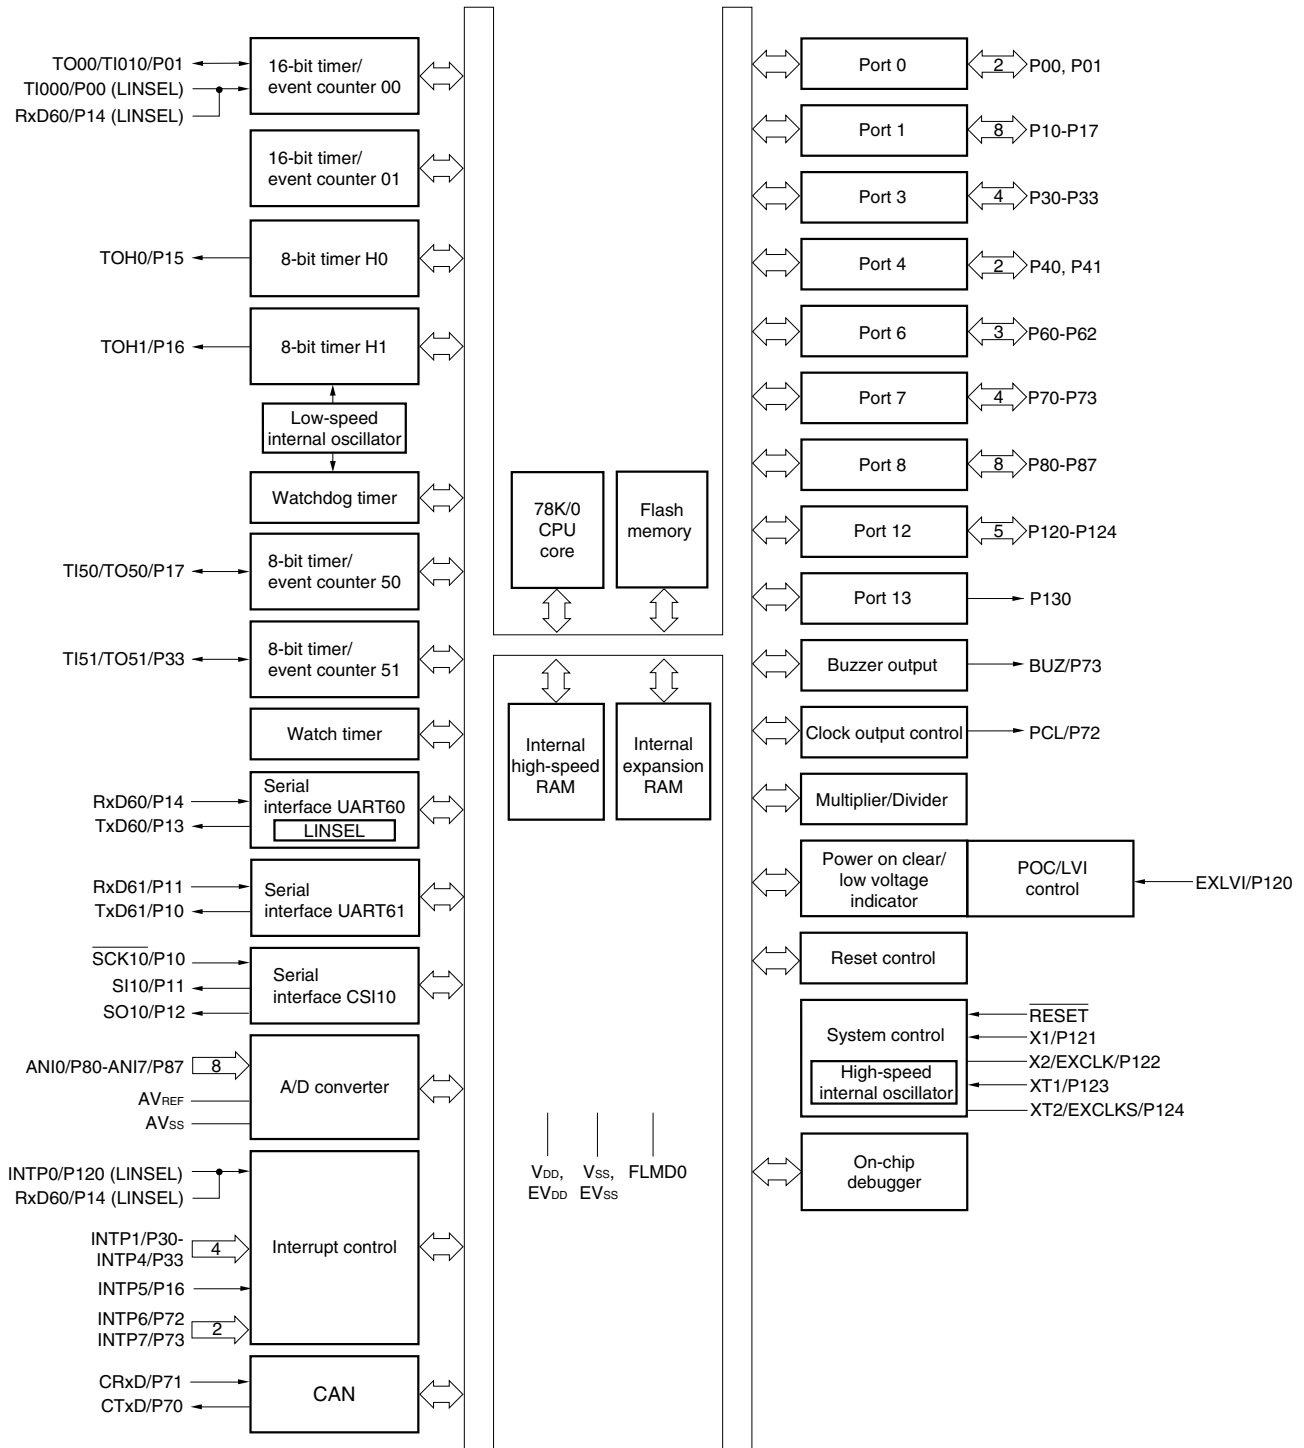 TO00/TI010/P01
TI000/P00 (LINSEL)
RxD60/P14 (LINSEL)
16-bit timer/
event counter 00
16-bit timer/
event counter 01
TOH0/P15
8-bit timer H0
TOH1/P16
8-bit timer H1
Low-speed
internal oscillator
Watchdog timer
TI50/TO50/P17
8-bit timer/
event counter 50
TI51/TO51/P33
8-bit timer/
event counter 51
Watch timer
RxD60/P14
TxD60/P13
Serial
interface UART60
LINSEL
RxD61/P11
TxD61/P10
Serial
interface UART61
SCK10/P10
SI10/P11
SO10/P12
Serial
interface CSI10
ANI0/P80-ANI7/P87
8
AVREF
AVSS
A/D converter
INTP0/P120 (LINSEL)
RxD60/P14 (LINSEL)
INTP1/P30-
INTP4/P33
4
INTP5/P16
INTP6/P72
INTP7/P73
2
Interrupt control
CRxD/P71
CTxD/P70
CAN
78K/0
CPU
core
Flash
memory
Internal
high-speed
RAM
Internal
expansion
RAM
VDD,
EVDD
VSS,
EVSS
FLMD0
Port 0
2
P00, P01
Port 1
8
P10-P17
Port 3
4
P30-P33
Port 4
2
P40, P41
Port 6
3
P60-P62
Port 7
4
P70-P73
Port 8
8
P80-P87
Port 12
5
P120-P124
Port 13
P130
Buzzer output
BUZ/P73
Clock output control
PCL/P72
Multiplier/Divider
Power on clear/
low voltage
indicator
POC/LVI
control
EXLVI/P120
Reset control
System control
High-speed
internal oscillator
RESET
X1/P121
X2/EXCLK/P122
XT1/P123
XT2/EXCLKS/P124
On-chip
debugger